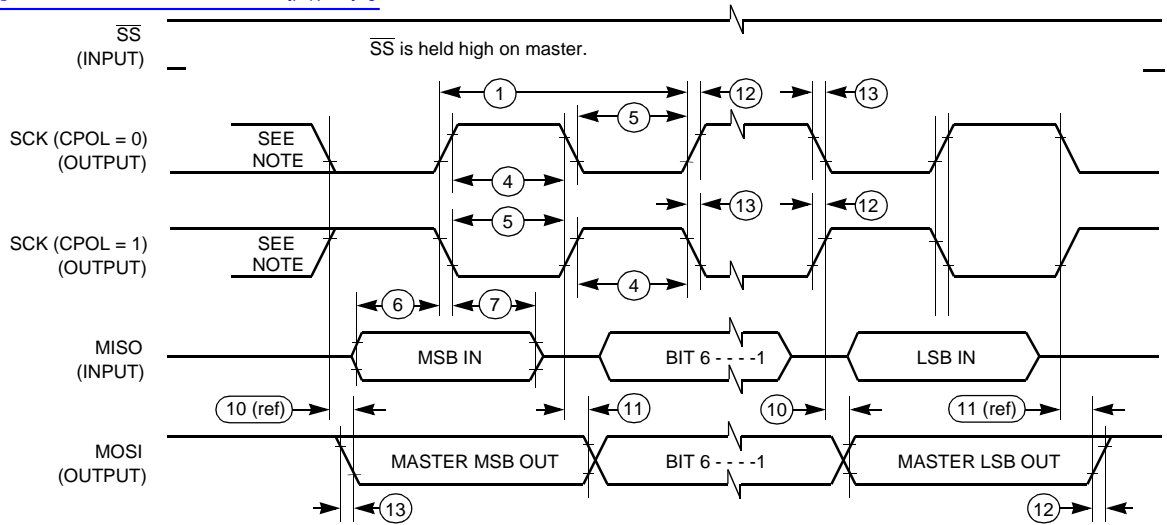 SS
(INPUT)
SS is held high on master.
1
12
13
5
SCK (CPOL = 0)
(OUTPUT)
SEE
NOTE
4
5
13
12
SCK (CPOL = 1)
(OUTPUT)
SEE
NOTE
4
6
7
MISO
(INPUT)
MSB IN
BIT 6 - - - -1
LSB IN
10 (ref)
11
10
11 (ref)
MOSI
(OUTPUT)
MASTER MSB OUT
BIT 6 - - - -1
MASTER LSB OUT
13
12